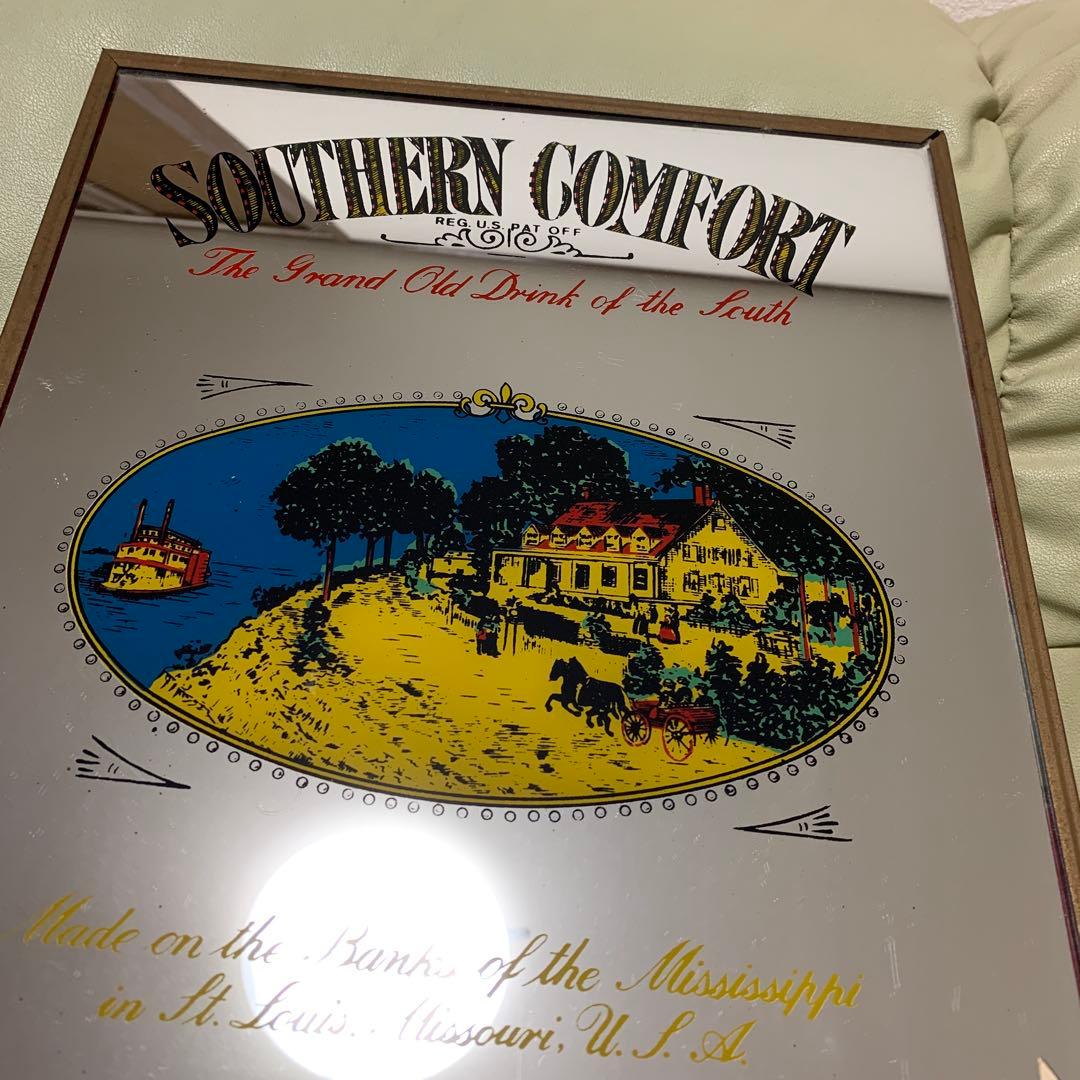 SOUTHERN COMFORT
REG. U.S. PAT OFF
The Grand Old Drink of the South
Made on the Banks of the Mississippi
in St. Louis, Missouri, U. S. A.